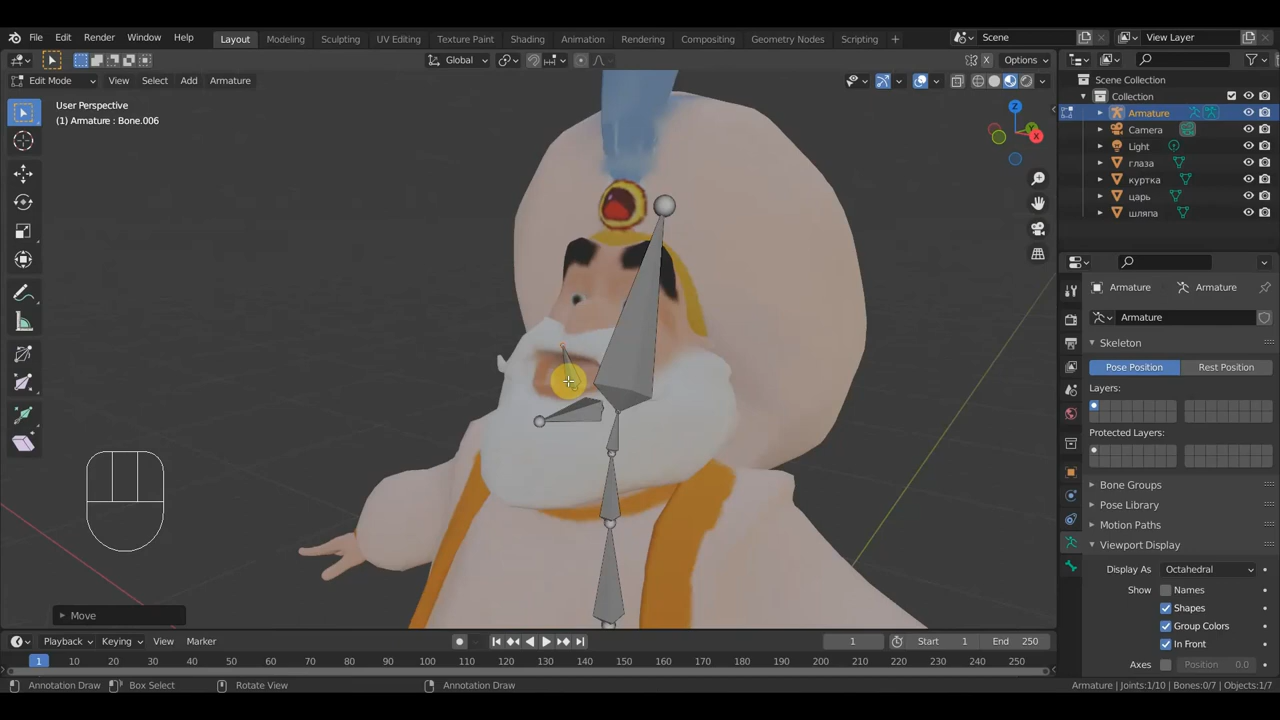 File Edit Render Window Help
Layout Modeling Sculpting UV Editing Texture Paint Shading Animation Rendering Compositing Geometry Nodes Scripting +
Scene
View Layer
Global
X
Options
Edit Mode View Select Add Armature
User Perspective
(1) Armature : Bone.006
Z
Y
X
Scene Collection
Collection
Armature
Camera
Light
глаза
куртка
царь
шляпа
Armature Armature
Armature
Skeleton
Pose Position Rest Position
Layers:
Protected Layers:
Bone Groups
Pose Library
Motion Paths
Viewport Display
Display As Octahedral
Show Names
Shapes
Group Colors
In Front
Axes Position 0.0
Move
Playback Keying View Marker
1 Start 1 End 250
1 10 20 30 40 50 60 70 80 90 100 110 120 130 140 150 160 170 180 190 200 210 220 230 240 250
Annotation Draw Box Select Rotate View Annotation Draw Armature | Joints:1/10 | Bones:0/7 | Objects:1/7